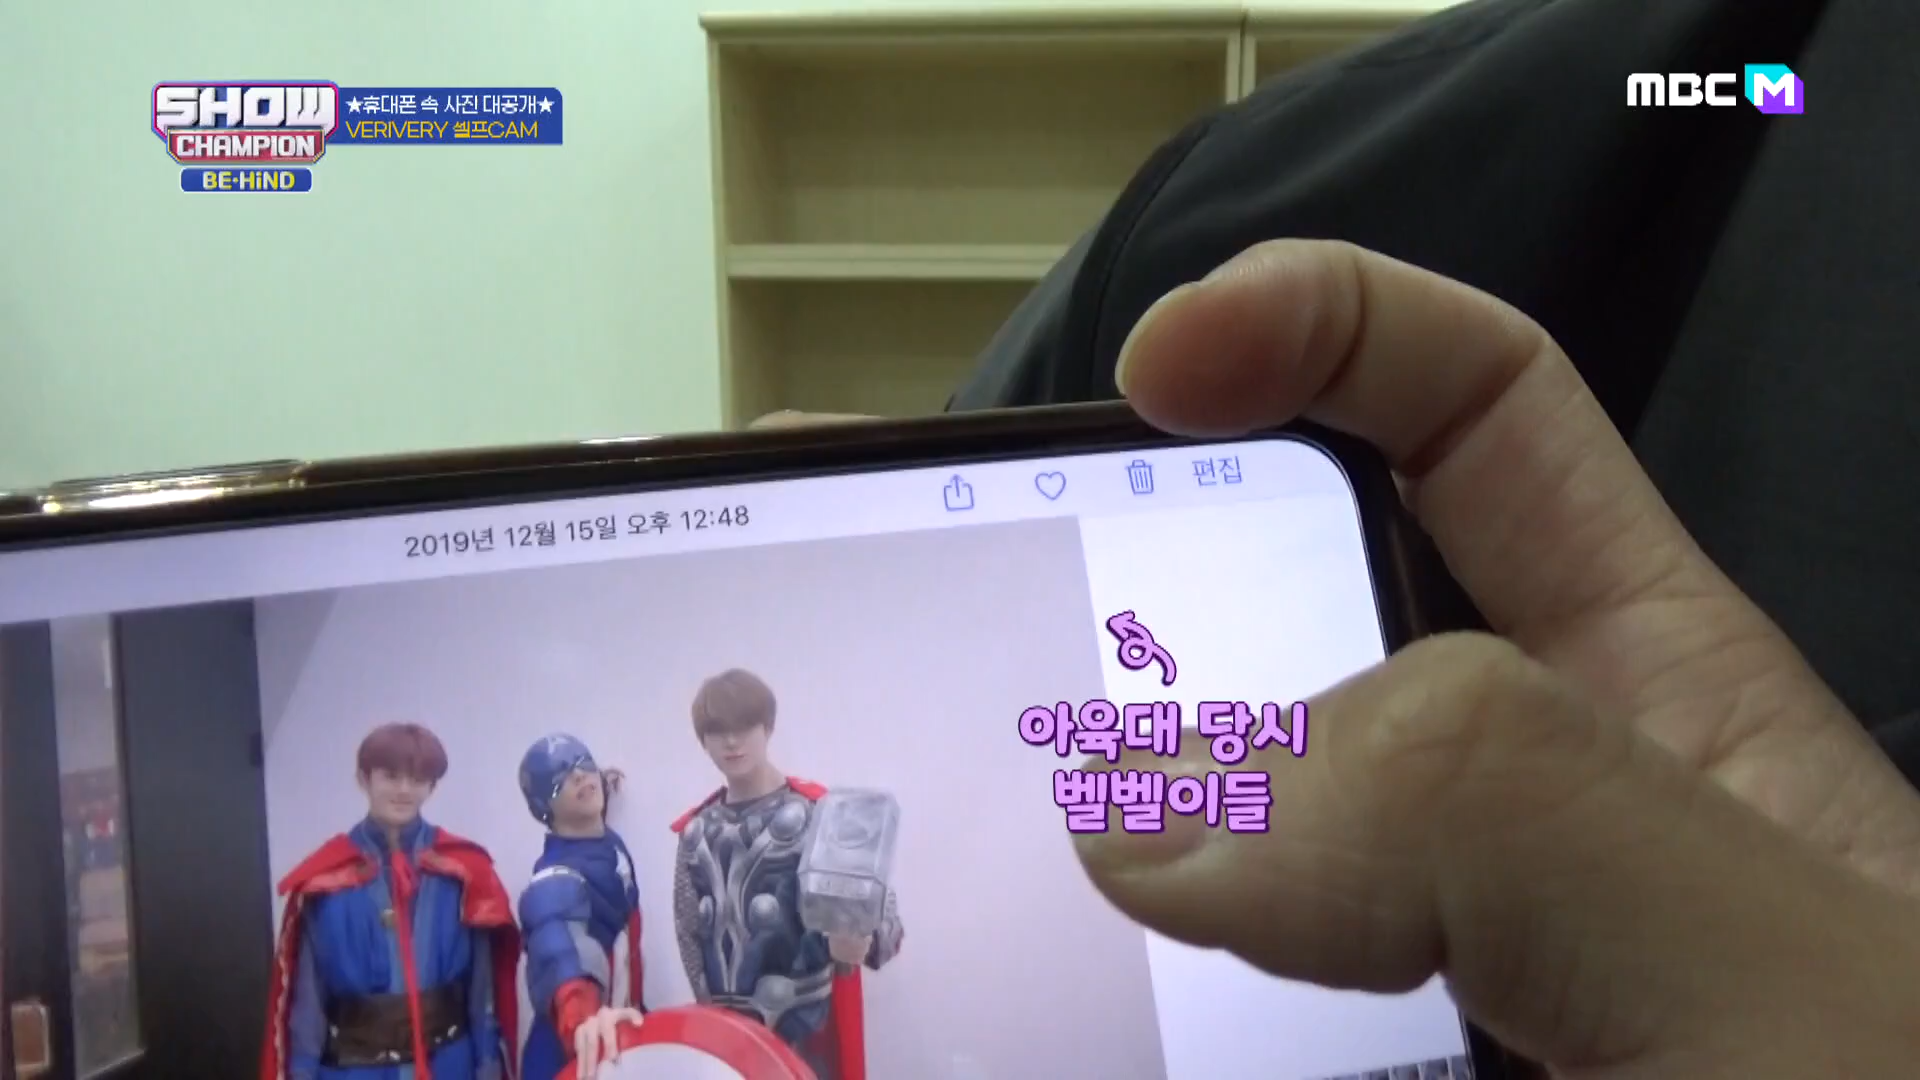 SHOW
CHAMPION
BE·HiND
★휴대폰 속 사진 대공개★
VERIVERY 셀프CAM
MBC M
편집
2019년 12월 15일 오후 12:48
아육대 당시
벨벨이들